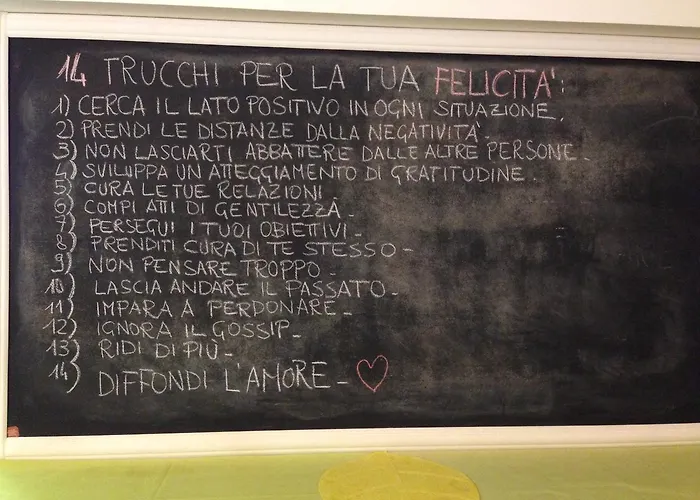 14 TRUCCHI PER LA TUA FELICITA':
1) CERCA IL LATO POSITIVO IN OGNI SITUAZIONE.
2) PRENDI LE DISTANZE DALLA NEGATIVITA'.
3) NON LASCIARTI ABBATTERE DALLE ALTRE PERSONE.
4) SVILUPPA UN ATTEGGIAMENTO DI GRATITUDINE.
5) CURA LE TUE RELAZIONI.
6) COMPI ATTI DI GENTILEZZA.
7) PERSEGUI I TUOI OBIETTIVI.
8) PRENDITI CURA DI TE STESSO-
9) NON PENSARE TROPPO-
10) LASCIA ANDARE IL PASSATO-
11) IMPARA A PERDONARE-
12) IGNORA IL GOSSIP-
13) RIDI DI PIÙ-
14) DIFFONDI L'AMORE-